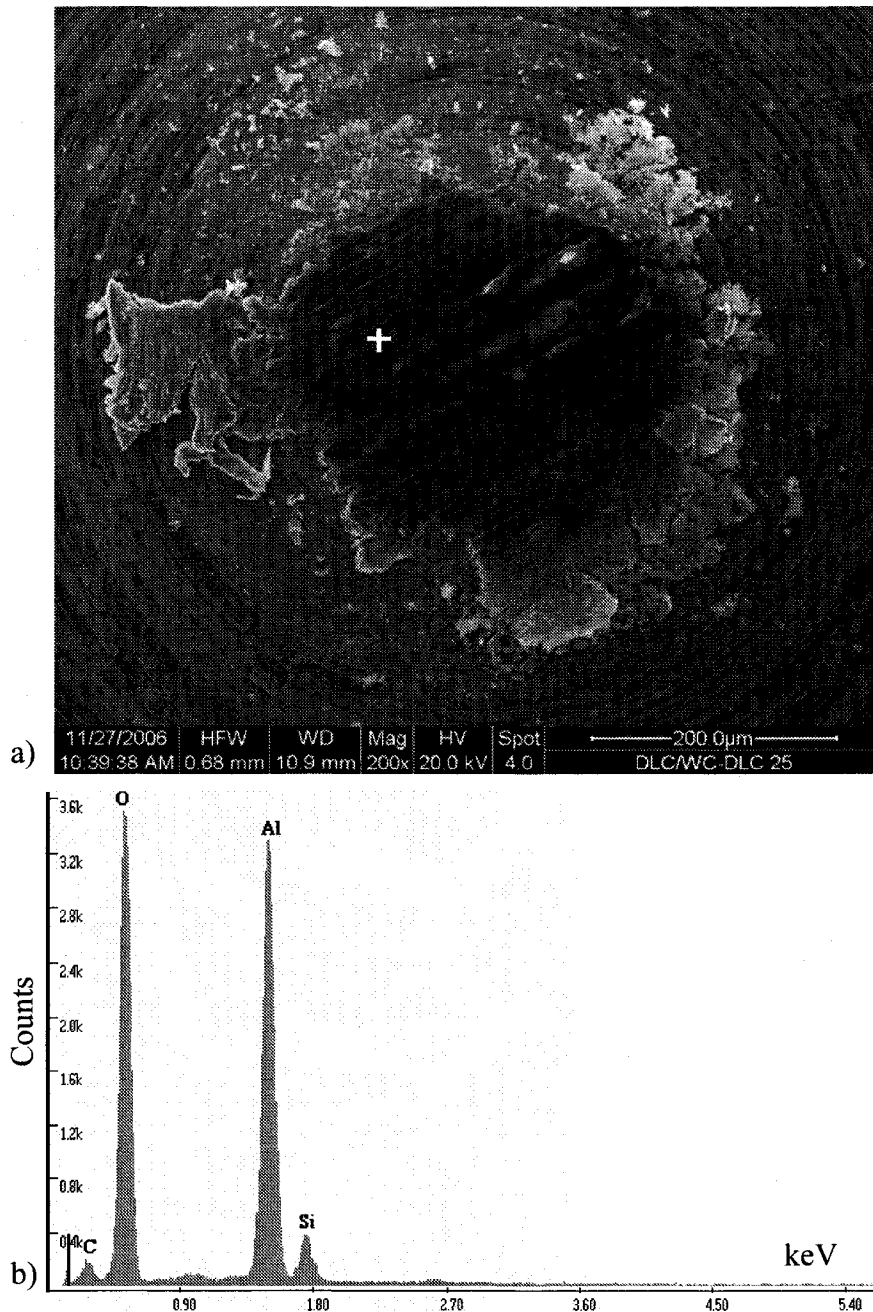 11/27/2006 HFW WD Mag HV Spot 200.0µm
a) 10:39:38 AM 0.68 mm 10.9 mm 200x 20.0 kV 4.0 DLC/WC-DLC 25
O
3.6k
Al
3.2k
2.8k
2.4k
Counts
2.0k
1.6k
1.2k
0.8k
Si
0.4k
C
keV
b)
0.90 1.80 2.70 3.60 4.50 5.40